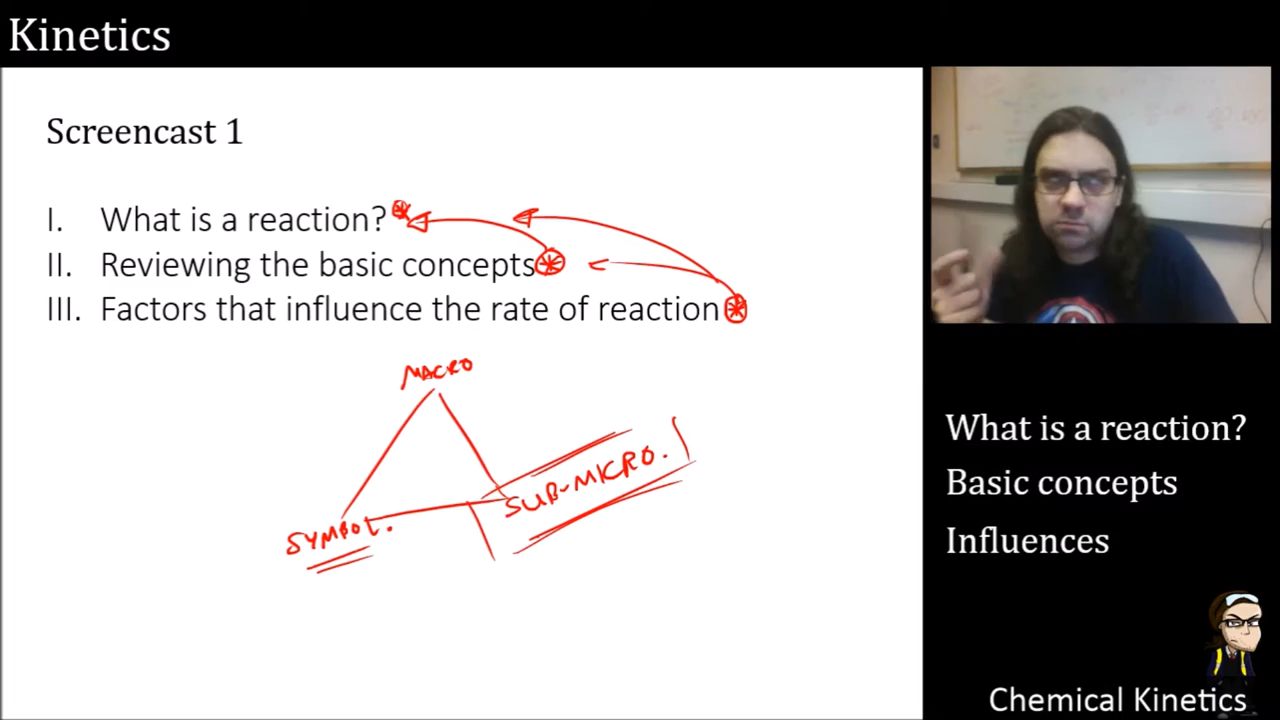 Kinetics
Screencast 1
I. What is a reaction?
II. Reviewing the basic concepts
III. Factors that influence the rate of reaction
MACRO
SYMBOL.
SUB-MICRO.
What is a reaction?
Basic concepts
Influences
Chemical Kinetics